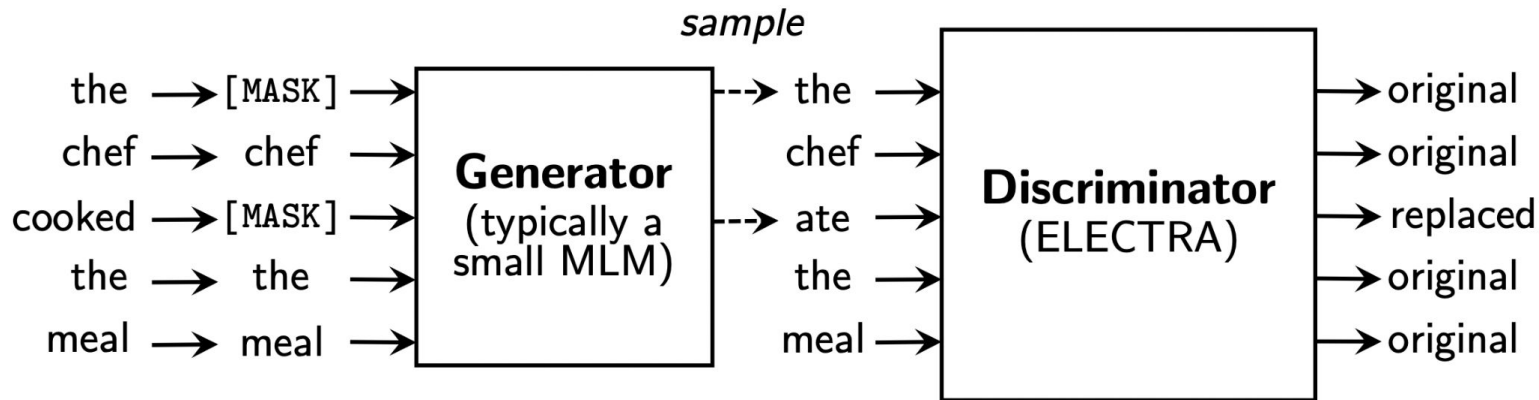 sample
the [MASK] the original
chef chef chef original
Generator
(typically a
small MLM)
Discriminator
(ELECTRA)
cooked [MASK] ate replaced
the the the original
meal meal meal original